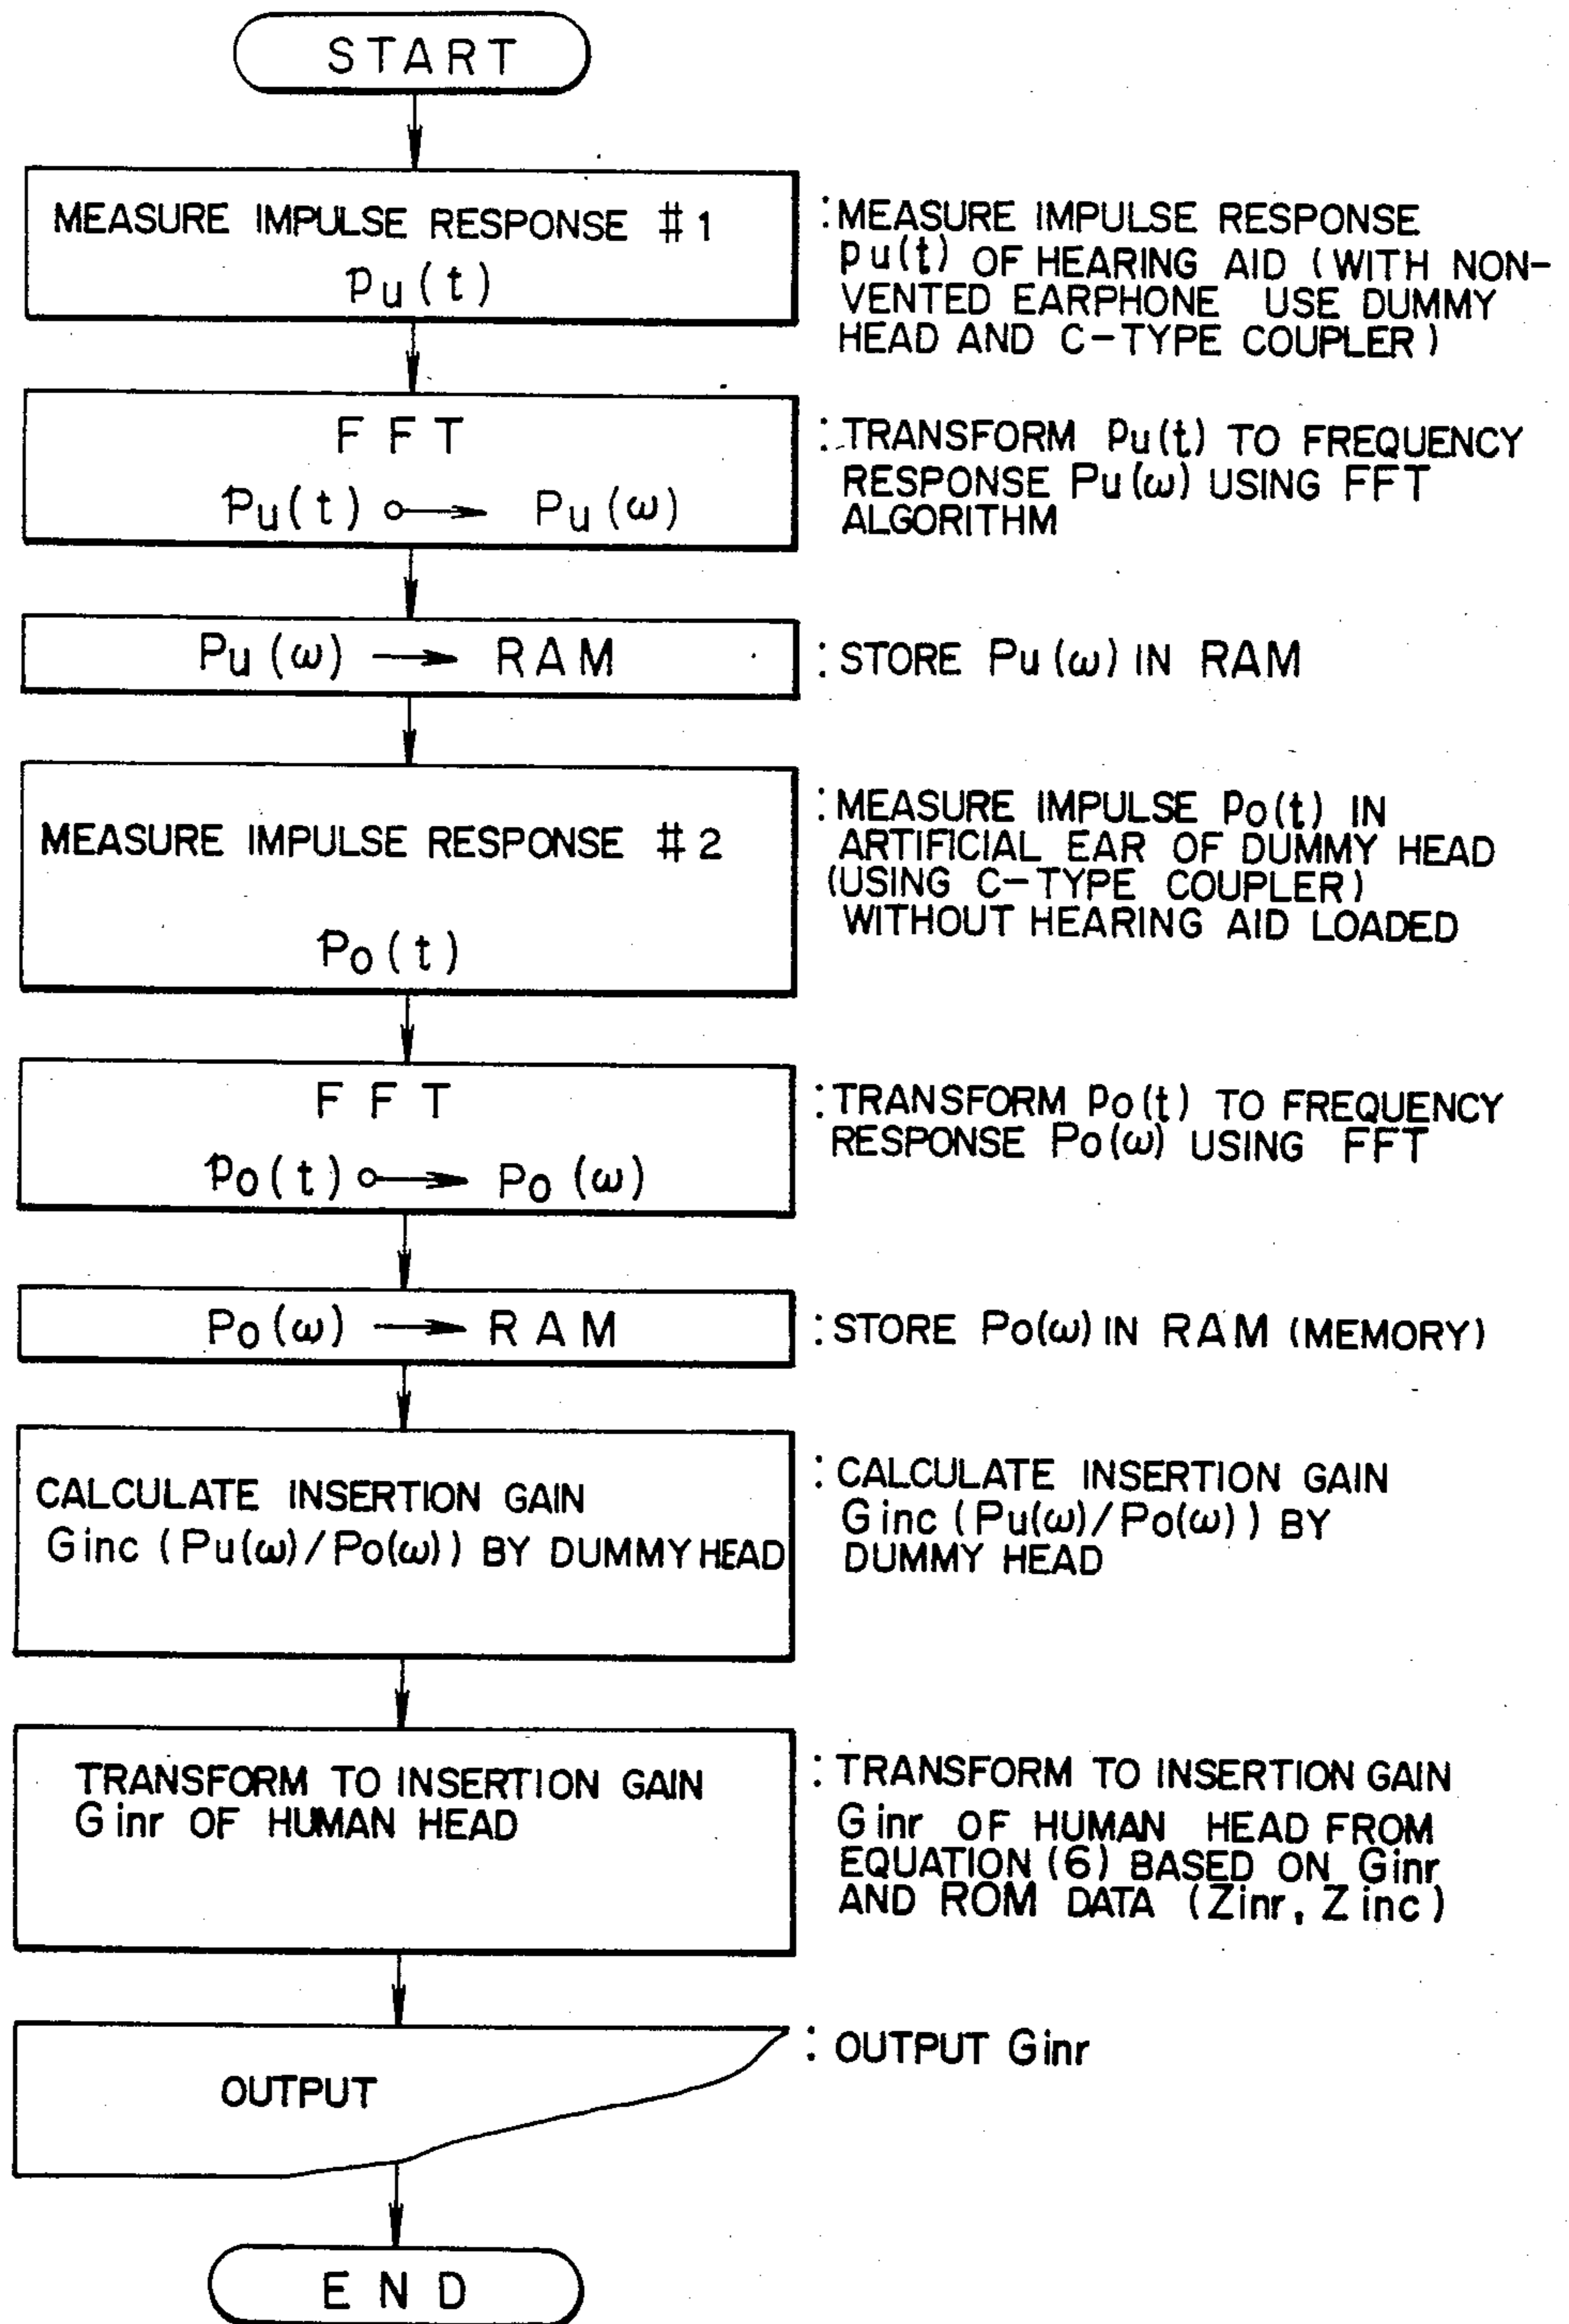 START
MEASURE IMPULSE RESPONSE #1
pu(t)
:MEASURE IMPULSE RESPONSE
pu(t) OF HEARING AID (WITH NON-
VENTED EARPHONE USE DUMMY
HEAD AND C-TYPE COUPLER)
FFT
pu(t) ⟜→ Pu(ω)
:TRANSFORM pu(t) TO FREQUENCY
RESPONSE Pu(ω) USING FFT
ALGORITHM
Pu(ω) → RAM
:STORE Pu(ω) IN RAM
MEASURE IMPULSE RESPONSE #2
po(t)
:MEASURE IMPULSE po(t) IN
ARTIFICIAL EAR OF DUMMY HEAD
(USING C-TYPE COUPLER)
WITHOUT HEARING AID LOADED
FFT
po(t) ⟜→ Po(ω)
:TRANSFORM po(t) TO FREQUENCY
RESPONSE Po(ω) USING FFT
Po(ω) → RAM
:STORE Po(ω) IN RAM (MEMORY)
CALCULATE INSERTION GAIN
Ginc (Pu(ω)/Po(ω)) BY DUMMY HEAD
:CALCULATE INSERTION GAIN
Ginc (Pu(ω)/Po(ω)) BY
DUMMY HEAD
TRANSFORM TO INSERTION GAIN
Ginr OF HUMAN HEAD
:TRANSFORM TO INSERTION GAIN
Ginr OF HUMAN HEAD FROM
EQUATION (6) BASED ON Ginr
AND ROM DATA (Zinr, Zinc)
OUTPUT
:OUTPUT Ginr
END